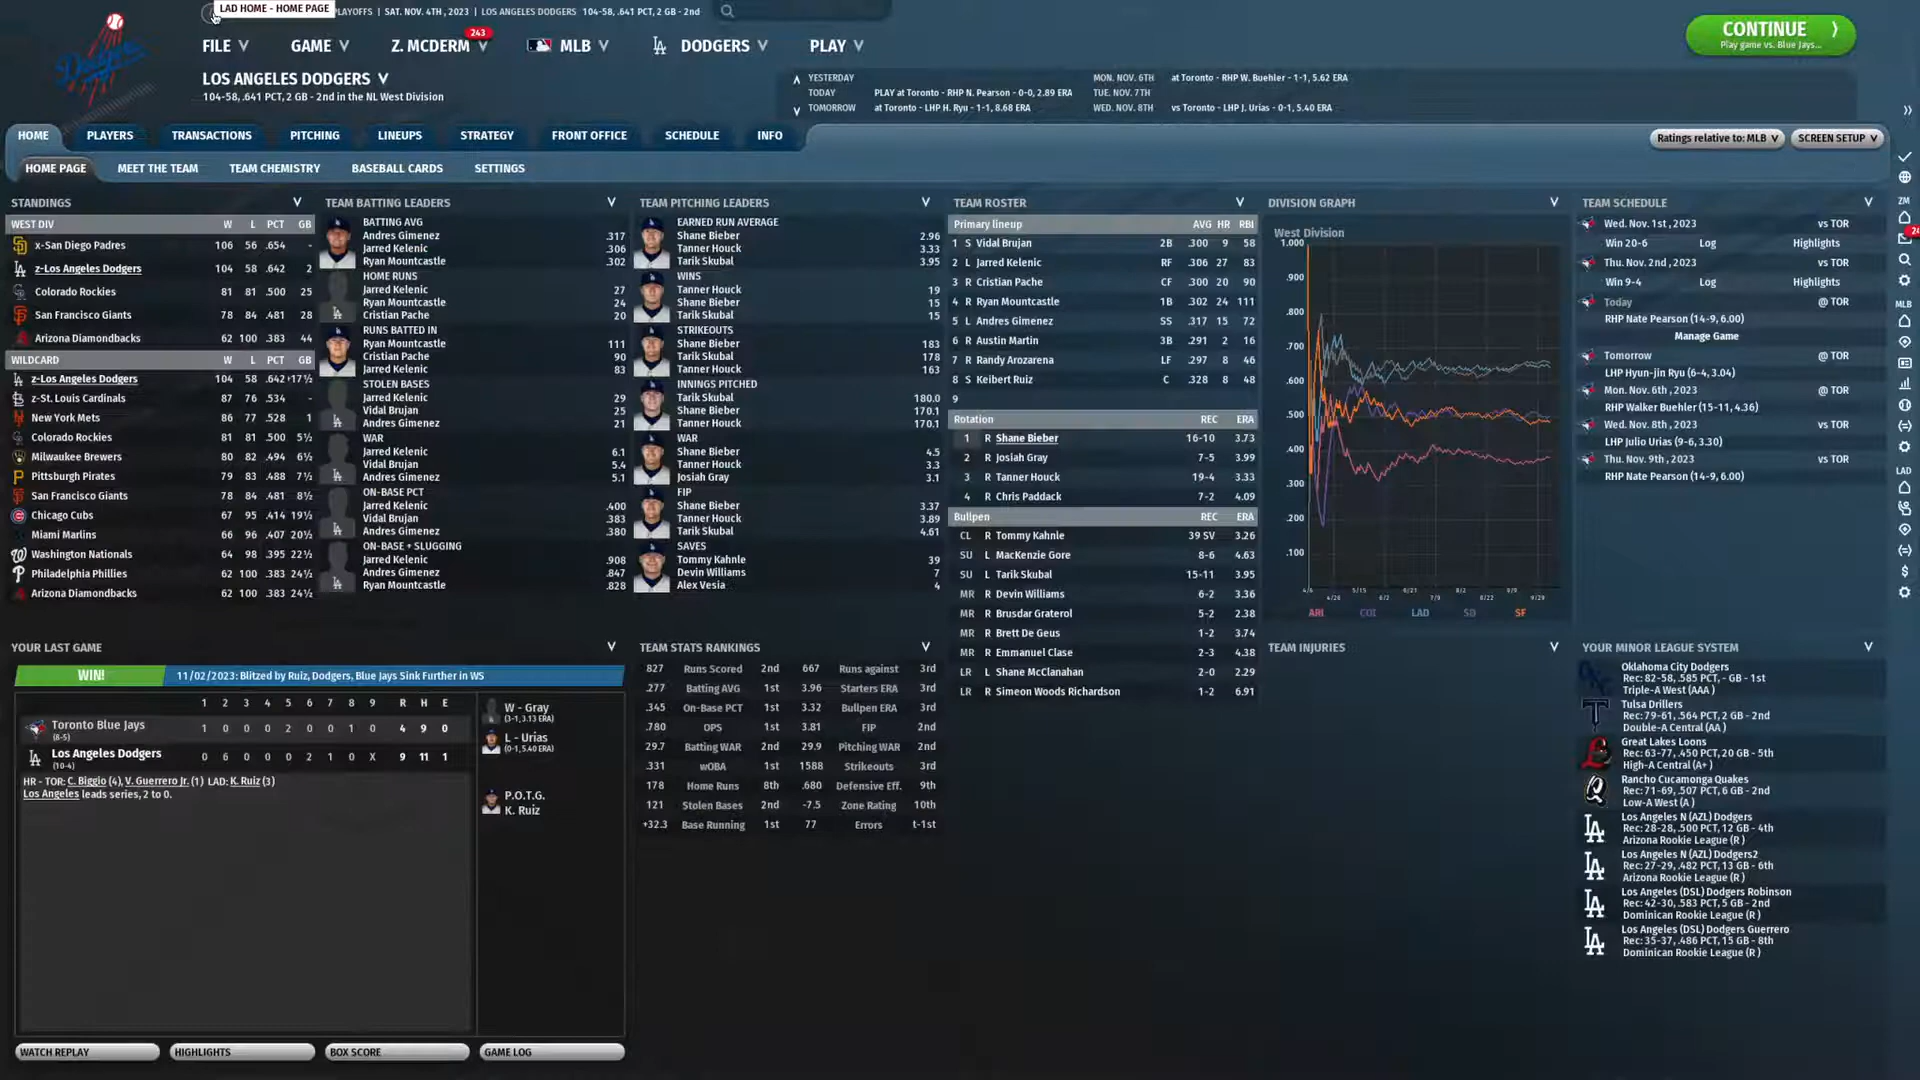 LAD HOME - HOME PAGE
PLAYOFFS | SAT. NOV. 4TH, 2023 | LOS ANGELES DODGERS 104-58, .641 PCT, 2 GB - 2nd
FILE GAME Z. MCDERM 243 MLB DODGERS PLAY
CONTINUE
Play game vs. Blue Jays...
LOS ANGELES DODGERS
104-58, .641 PCT, 2 GB - 2nd in the NL West Division
YESTERDAY
TODAY PLAY at Toronto - RHP N. Pearson - 0-0, 2.89 ERA
TOMORROW at Toronto - LHP H. Ryu - 1-1, 8.68 ERA
MON. NOV. 6TH at Toronto - RHP W. Buehler - 1-1, 5.62 ERA
TUE. NOV. 7TH
WED. NOV. 8TH vs Toronto - LHP J. Urias - 0-1, 5.40 ERA
HOME PLAYERS TRANSACTIONS PITCHING LINEUPS STRATEGY FRONT OFFICE SCHEDULE INFO
Ratings relative to: MLB SCREEN SETUP
HOME PAGE MEET THE TEAM TEAM CHEMISTRY BASEBALL CARDS SETTINGS
STANDINGS
WEST DIV W L PCT GB
x-San Diego Padres 106 56 .654 -
z-Los Angeles Dodgers 104 58 .642 2
Colorado Rockies 81 81 .500 25
San Francisco Giants 78 84 .481 28
Arizona Diamondbacks 62 100 .383 44
WILDCARD W L PCT GB
z-Los Angeles Dodgers 104 58 .642 +17½
z-St. Louis Cardinals 87 76 .534 -
New York Mets 86 77 .528 1
Colorado Rockies 81 81 .500 5½
Milwaukee Brewers 80 82 .494 6½
Pittsburgh Pirates 79 83 .488 7½
San Francisco Giants 78 84 .481 8½
Chicago Cubs 67 95 .414 19½
Miami Marlins 66 96 .407 20½
Washington Nationals 64 98 .395 22½
Philadelphia Phillies 62 100 .383 24½
Arizona Diamondbacks 62 100 .383 24½
TEAM BATTING LEADERS
BATTING AVG
Andres Gimenez .317
Jarred Kelenic .306
Ryan Mountcastle .302
HOME RUNS
Jarred Kelenic 27
Ryan Mountcastle 24
Cristian Pache 20
RUNS BATTED IN
Ryan Mountcastle 111
Cristian Pache 90
Jarred Kelenic 83
STOLEN BASES
Jarred Kelenic 29
Vidal Brujan 25
Andres Gimenez 21
WAR
Jarred Kelenic 6.1
Vidal Brujan 5.4
Andres Gimenez 5.1
ON-BASE PCT
Jarred Kelenic .400
Vidal Brujan .383
Andres Gimenez .380
ON-BASE + SLUGGING
Jarred Kelenic .908
Andres Gimenez .847
Ryan Mountcastle .828
TEAM PITCHING LEADERS
EARNED RUN AVERAGE
Shane Bieber 2.96
Tanner Houck 3.33
Tarik Skubal 3.95
WINS
Tanner Houck 19
Shane Bieber 15
Tarik Skubal 15
STRIKEOUTS
Shane Bieber 183
Tarik Skubal 178
Tanner Houck 163
INNINGS PITCHED
Tarik Skubal 180.0
Shane Bieber 170.1
Tanner Houck 170.1
WAR
Shane Bieber 4.5
Tanner Houck 3.3
Josiah Gray 3.1
FIP
Shane Bieber 3.37
Tanner Houck 3.89
Tarik Skubal 4.61
SAVES
Tommy Kahnle 39
Devin Williams 7
Alex Vesia 4
TEAM ROSTER
Primary lineup AVG HR RBI
1 S Vidal Brujan 2B .300 9 58
2 L Jarred Kelenic RF .306 27 83
3 R Cristian Pache CF .300 20 90
4 R Ryan Mountcastle 1B .302 24 111
5 L Andres Gimenez SS .317 15 72
6 R Austin Martin 3B .291 2 16
7 R Randy Arozarena LF .297 8 46
8 S Keibert Ruiz C .328 8 48
9
Rotation REC ERA
1 R Shane Bieber 16-10 3.73
2 R Josiah Gray 7-5 3.99
3 R Tanner Houck 19-4 3.33
4 R Chris Paddack 7-2 4.09
Bullpen REC ERA
CL R Tommy Kahnle 39 SV 3.26
SU L MacKenzie Gore 8-6 4.63
SU L Tarik Skubal 15-11 3.95
MR R Devin Williams 6-2 3.36
MR R Brusdar Graterol 5-2 2.38
MR R Brett De Geus 1-2 3.74
MR R Emmanuel Clase 2-3 4.38
LR L Shane McClanahan 2-0 2.29
LR R Simeon Woods Richardson 1-2 6.91
DIVISION GRAPH
West Division
1.000
.900
.800
.700
.600
.500
.400
.300
.200
.100
4/6 4/26 5/15 6/2 6/21 7/9 8/2 8/22 9/9 9/29
ARI COL LAD SD SF
TEAM SCHEDULE
Wed. Nov. 1st, 2023 vs TOR
Win 20-6 Log Highlights
Thu. Nov. 2nd, 2023 vs TOR
Win 9-4 Log Highlights
Today @ TOR
RHP Nate Pearson (14-9, 6.00)
Manage Game
Tomorrow @ TOR
LHP Hyun-jin Ryu (6-4, 3.04)
Mon. Nov. 6th, 2023 @ TOR
RHP Walker Buehler (15-11, 4.36)
Wed. Nov. 8th, 2023 vs TOR
LHP Julio Urias (9-6, 3.30)
Thu. Nov. 9th, 2023 vs TOR
RHP Nate Pearson (14-9, 6.00)
ZM
24
MLB
LAD
YOUR LAST GAME
WIN! 11/02/2023: Blitzed by Ruiz, Dodgers, Blue Jays Sink Further in WS
1 2 3 4 5 6 7 8 9 R H E
Toronto Blue Jays 1 0 0 0 2 0 0 1 0 4 9 0
(8-5)
Los Angeles Dodgers 0 6 0 0 0 2 1 0 X 9 11 1
(10-4)
HR - TOR: C. Biggio (4), V. Guerrero Jr. (1) LAD: K. Ruiz (3)
Los Angeles leads series, 2 to 0.
W - Gray
(3-1, 3.13 ERA)
L - Urias
(0-1, 5.40 ERA)
P.O.T.G.
K. Ruiz
WATCH REPLAY HIGHLIGHTS BOX SCORE GAME LOG
TEAM STATS RANKINGS
827 Runs Scored 2nd 667 Runs against 3rd
.277 Batting AVG 1st 3.96 Starters ERA 3rd
.345 On-Base PCT 1st 3.32 Bullpen ERA 3rd
.780 OPS 1st 3.81 FIP 2nd
29.7 Batting WAR 2nd 29.9 Pitching WAR 2nd
.331 wOBA 1st 1588 Strikeouts 3rd
178 Home Runs 8th .680 Defensive Eff. 9th
121 Stolen Bases 2nd -7.5 Zone Rating 10th
+32.3 Base Running 1st 77 Errors t-1st
TEAM INJURIES
YOUR MINOR LEAGUE SYSTEM
Oklahoma City Dodgers
Rec: 82-58, .585 PCT, - GB - 1st
Triple-A West (AAA )
Tulsa Drillers
Rec: 79-61, .564 PCT, 2 GB - 2nd
Double-A Central (AA )
Great Lakes Loons
Rec: 63-77, .450 PCT, 20 GB - 5th
High-A Central (A+ )
Rancho Cucamonga Quakes
Rec: 71-69, .507 PCT, 6 GB - 2nd
Low-A West (A )
Los Angeles N (AZL) Dodgers
Rec: 28-28, .500 PCT, 12 GB - 4th
Arizona Rookie League (R )
Los Angeles N (AZL) Dodgers2
Rec: 27-29, .482 PCT, 13 GB - 6th
Arizona Rookie League (R )
Los Angeles (DSL) Dodgers Robinson
Rec: 42-30, .583 PCT, 5 GB - 2nd
Dominican Rookie League (R )
Los Angeles (DSL) Dodgers Guerrero
Rec: 35-37, .486 PCT, 15 GB - 8th
Dominican Rookie League (R )